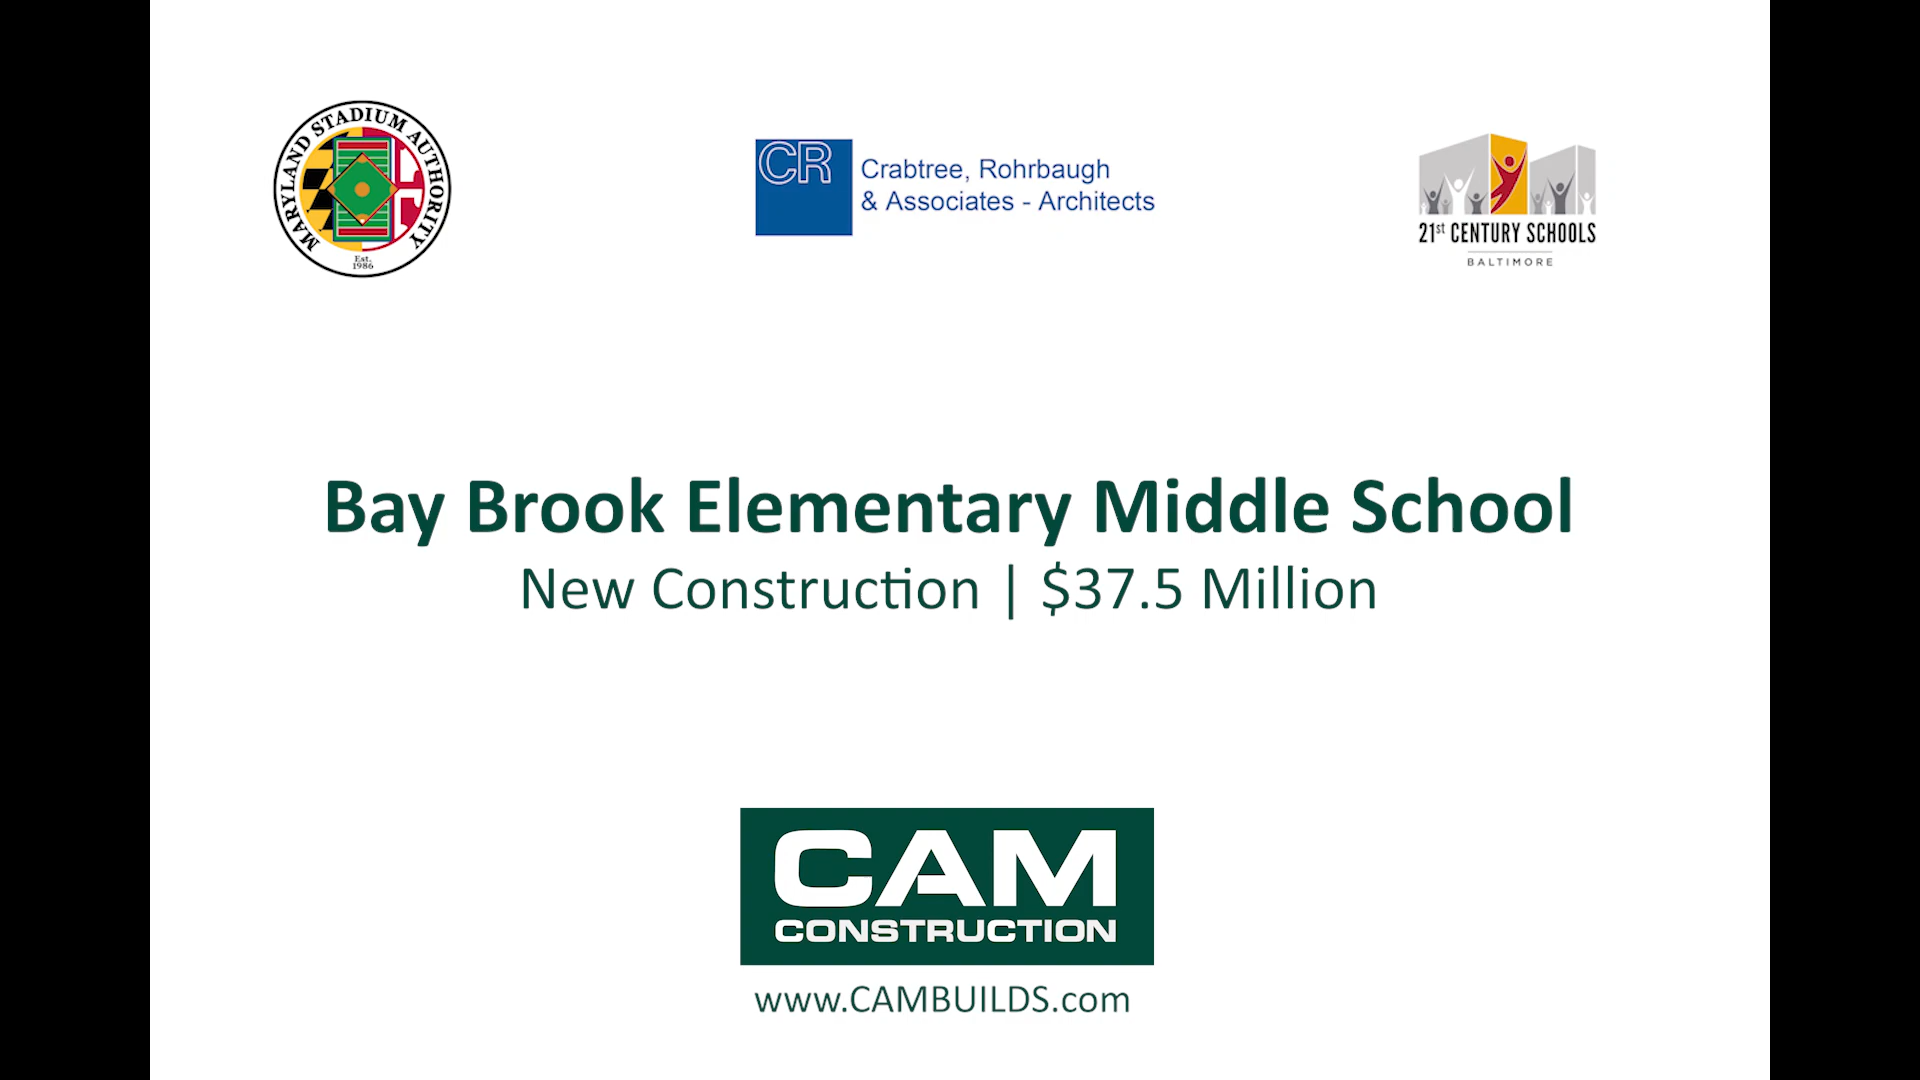 MARYLAND STADIUM AUTHORITY
Est.
1986
CR
Crabtree, Rohrbaugh
& Associates - Architects
21st CENTURY SCHOOLS
BALTIMORE
Bay Brook Elementary Middle School
New Construction | $37.5 Million
CAM
CONSTRUCTION
www.CAMBUILDS.com